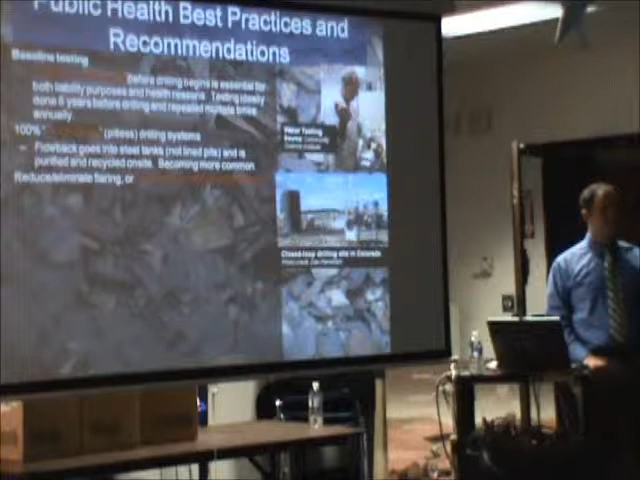 Public Health Best Practices and
Recommendations
Baseline testing
before drilling begins is essential for
both liability purposes and health reasons. Testing ideally
done 5 years before drilling and repeated multiple times
annually.
100% (pitless) drilling systems
– Flowback goes into steel tanks (not lined pits) and is
purified and recycled onsite. Becoming more common
Reduce/eliminate flaring, or
Water Testing
Closed-loop drilling site in Colorado